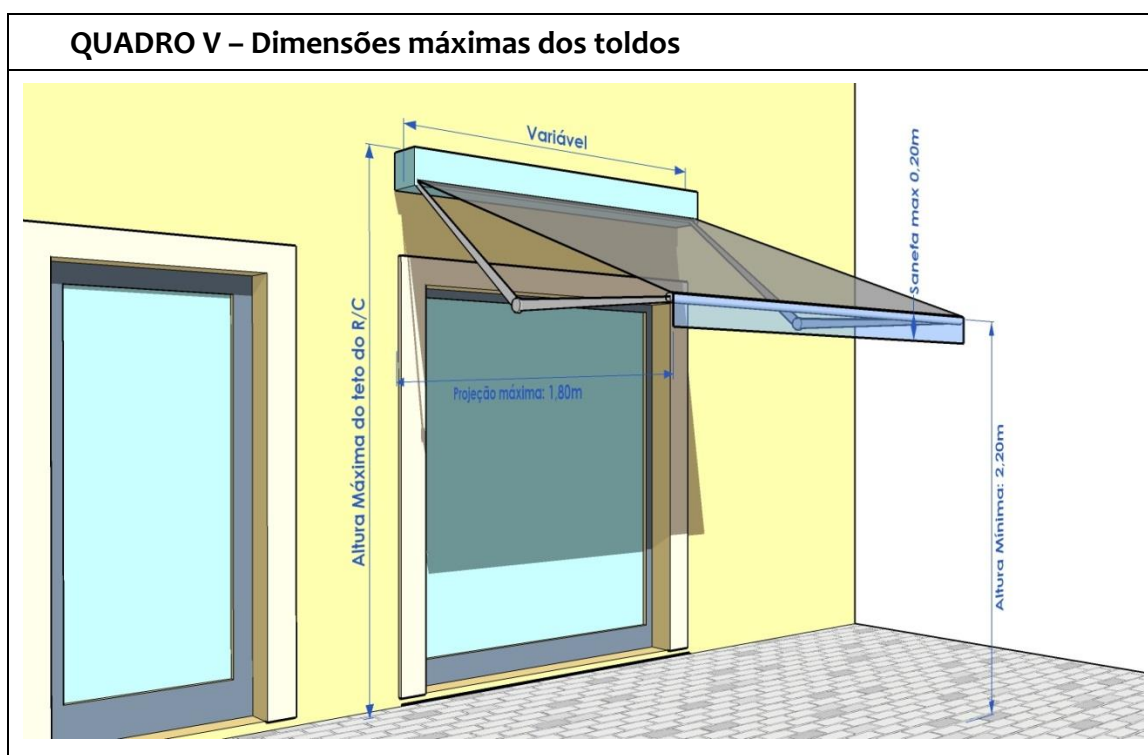 QUADRO V – Dimensões máximas dos toldos
Variável
Sanefa max 0,20m
Altura Máxima do teto do R/C
Projeção máxima: 1,80m
Altura Mínima: 2,20m